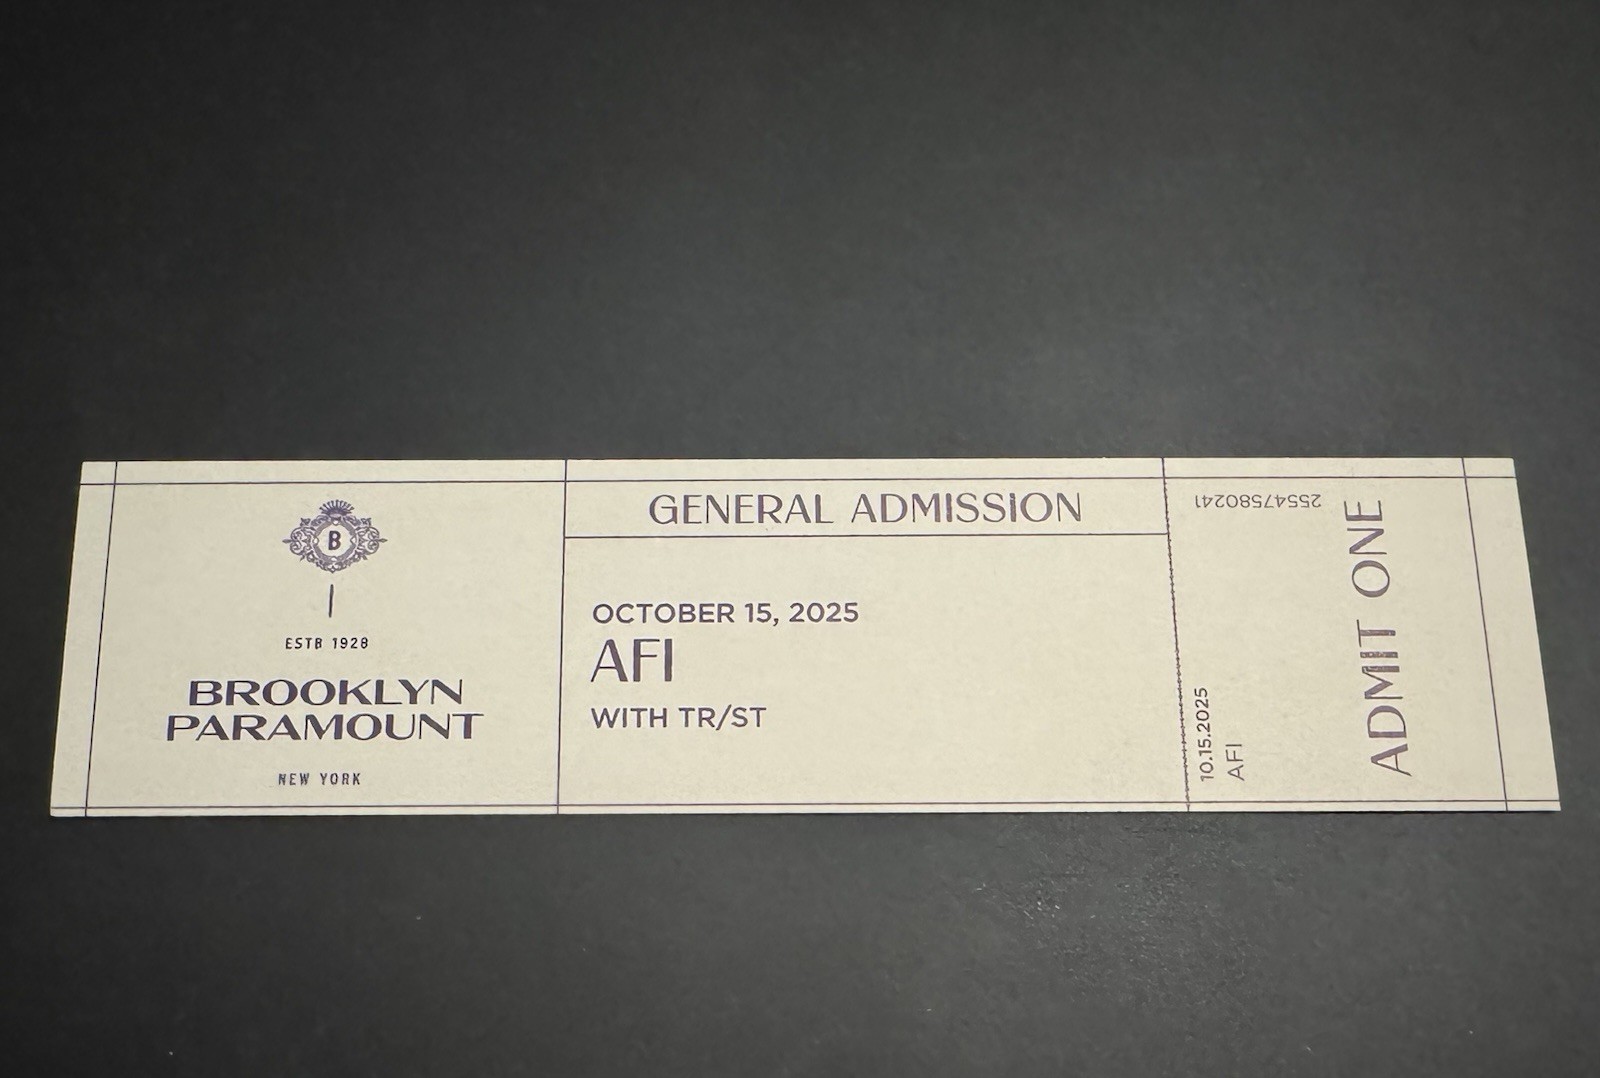 B
ESTB 1928
BROOKLYN
PARAMOUNT
NEW YORK
GENERAL ADMISSION
OCTOBER 15, 2025
AFI
WITH TR/ST
10.15.2025
AFI
25547580241
ADMIT ONE